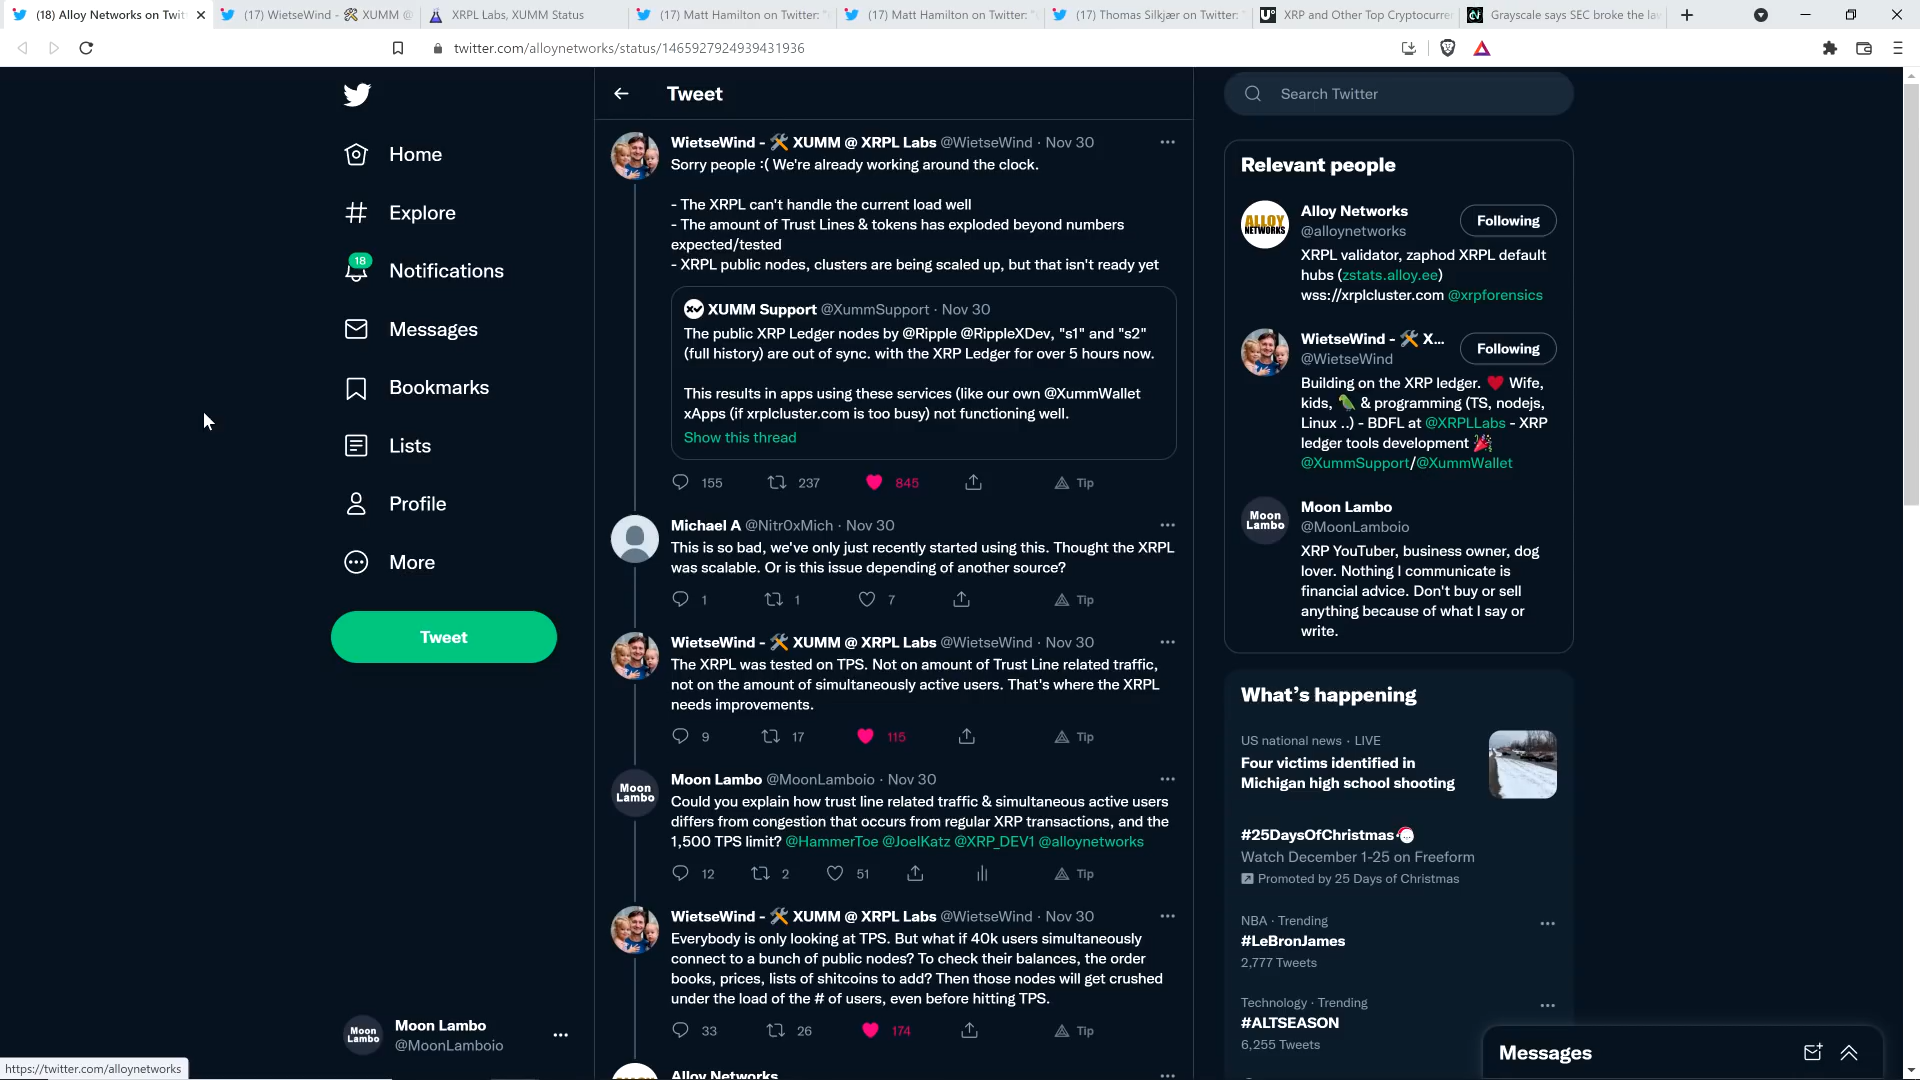 (18) Alloy Networks on Twit
(17) WietseWind - 🛠 XUMM @
XRPL Labs, XUMM Status
(17) Matt Hamilton on Twitter: "
(17) Matt Hamilton on Twitter: "
(17) Thomas Silkjær on Twitter: "
XRP and Other Top Cryptocurre
Grayscale says SEC broke the la
twitter.com/alloynetworks/status/1465927924939431936
Home
Explore
18
Notifications
Messages
Bookmarks
Lists
Profile
More
Tweet
Moon Lambo
Moon Lambo
@MoonLamboio
https://twitter.com/alloynetworks
Tweet
WietseWind - 🛠 XUMM @ XRPL Labs @WietseWind · Nov 30
Sorry people :( We're already working around the clock.
- The XRPL can't handle the current load well
- The amount of Trust Lines & tokens has exploded beyond numbers
expected/tested
- XRPL public nodes, clusters are being scaled up, but that isn't ready yet
XUMM Support @XummSupport · Nov 30
The public XRP Ledger nodes by @Ripple @RippleXDev, "s1" and "s2"
(full history) are out of sync. with the XRP Ledger for over 5 hours now.
This results in apps using these services (like our own @XummWallet
xApps (if xrplcluster.com is too busy) not functioning well.
Show this thread
155 237 845 Tip
Michael A @Nitr0xMich · Nov 30
This is so bad, we've only just recently started using this. Thought the XRPL
was scalable. Or is this issue depending of another source?
1 1 7 Tip
WietseWind - 🛠 XUMM @ XRPL Labs @WietseWind · Nov 30
The XRPL was tested on TPS. Not on amount of Trust Line related traffic,
not on the amount of simultaneously active users. That's where the XRPL
needs improvements.
9 17 115 Tip
Moon Lambo
Moon Lambo @MoonLamboio · Nov 30
Could you explain how trust line related traffic & simultaneous active users
differs from congestion that occurs from regular XRP transactions, and the
1,500 TPS limit? @HammerToe @JoelKatz @XRP_DEV1 @alloynetworks
12 2 51 Tip
WietseWind - 🛠 XUMM @ XRPL Labs @WietseWind · Nov 30
Everybody is only looking at TPS. But what if 40k users simultaneously
connect to a bunch of public nodes? To check their balances, the order
books, prices, lists of shitcoins to add? Then those nodes will get crushed
under the load of the # of users, even before hitting TPS.
33 26 174 Tip
Alloy Networks
Search Twitter
Relevant people
ALLOY NETWORKS
Alloy Networks
@alloynetworks
Following
XRPL validator, zaphod XRPL default
hubs (zstats.alloy.ee)
wss://xrplcluster.com @xrpforensics
WietseWind - 🛠 X...
@WietseWind
Following
Building on the XRP ledger. ❤️ Wife,
kids, 🦜 & programming (TS, nodejs,
Linux ..) - BDFL at @XRPLLabs - XRP
ledger tools development 🎉
@XummSupport/@XummWallet
Moon Lambo
Moon Lambo
@MoonLamboio
XRP YouTuber, business owner, dog
lover. Nothing I communicate is
financial advice. Don't buy or sell
anything because of what I say or
write.
What's happening
US national news · LIVE
Four victims identified in
Michigan high school shooting
#25DaysOfChristmas
Watch December 1-25 on Freeform
Promoted by 25 Days of Christmas
NBA · Trending
#LeBronJames
2,777 Tweets
Technology · Trending
#ALTSEASON
6,255 Tweets
Messages